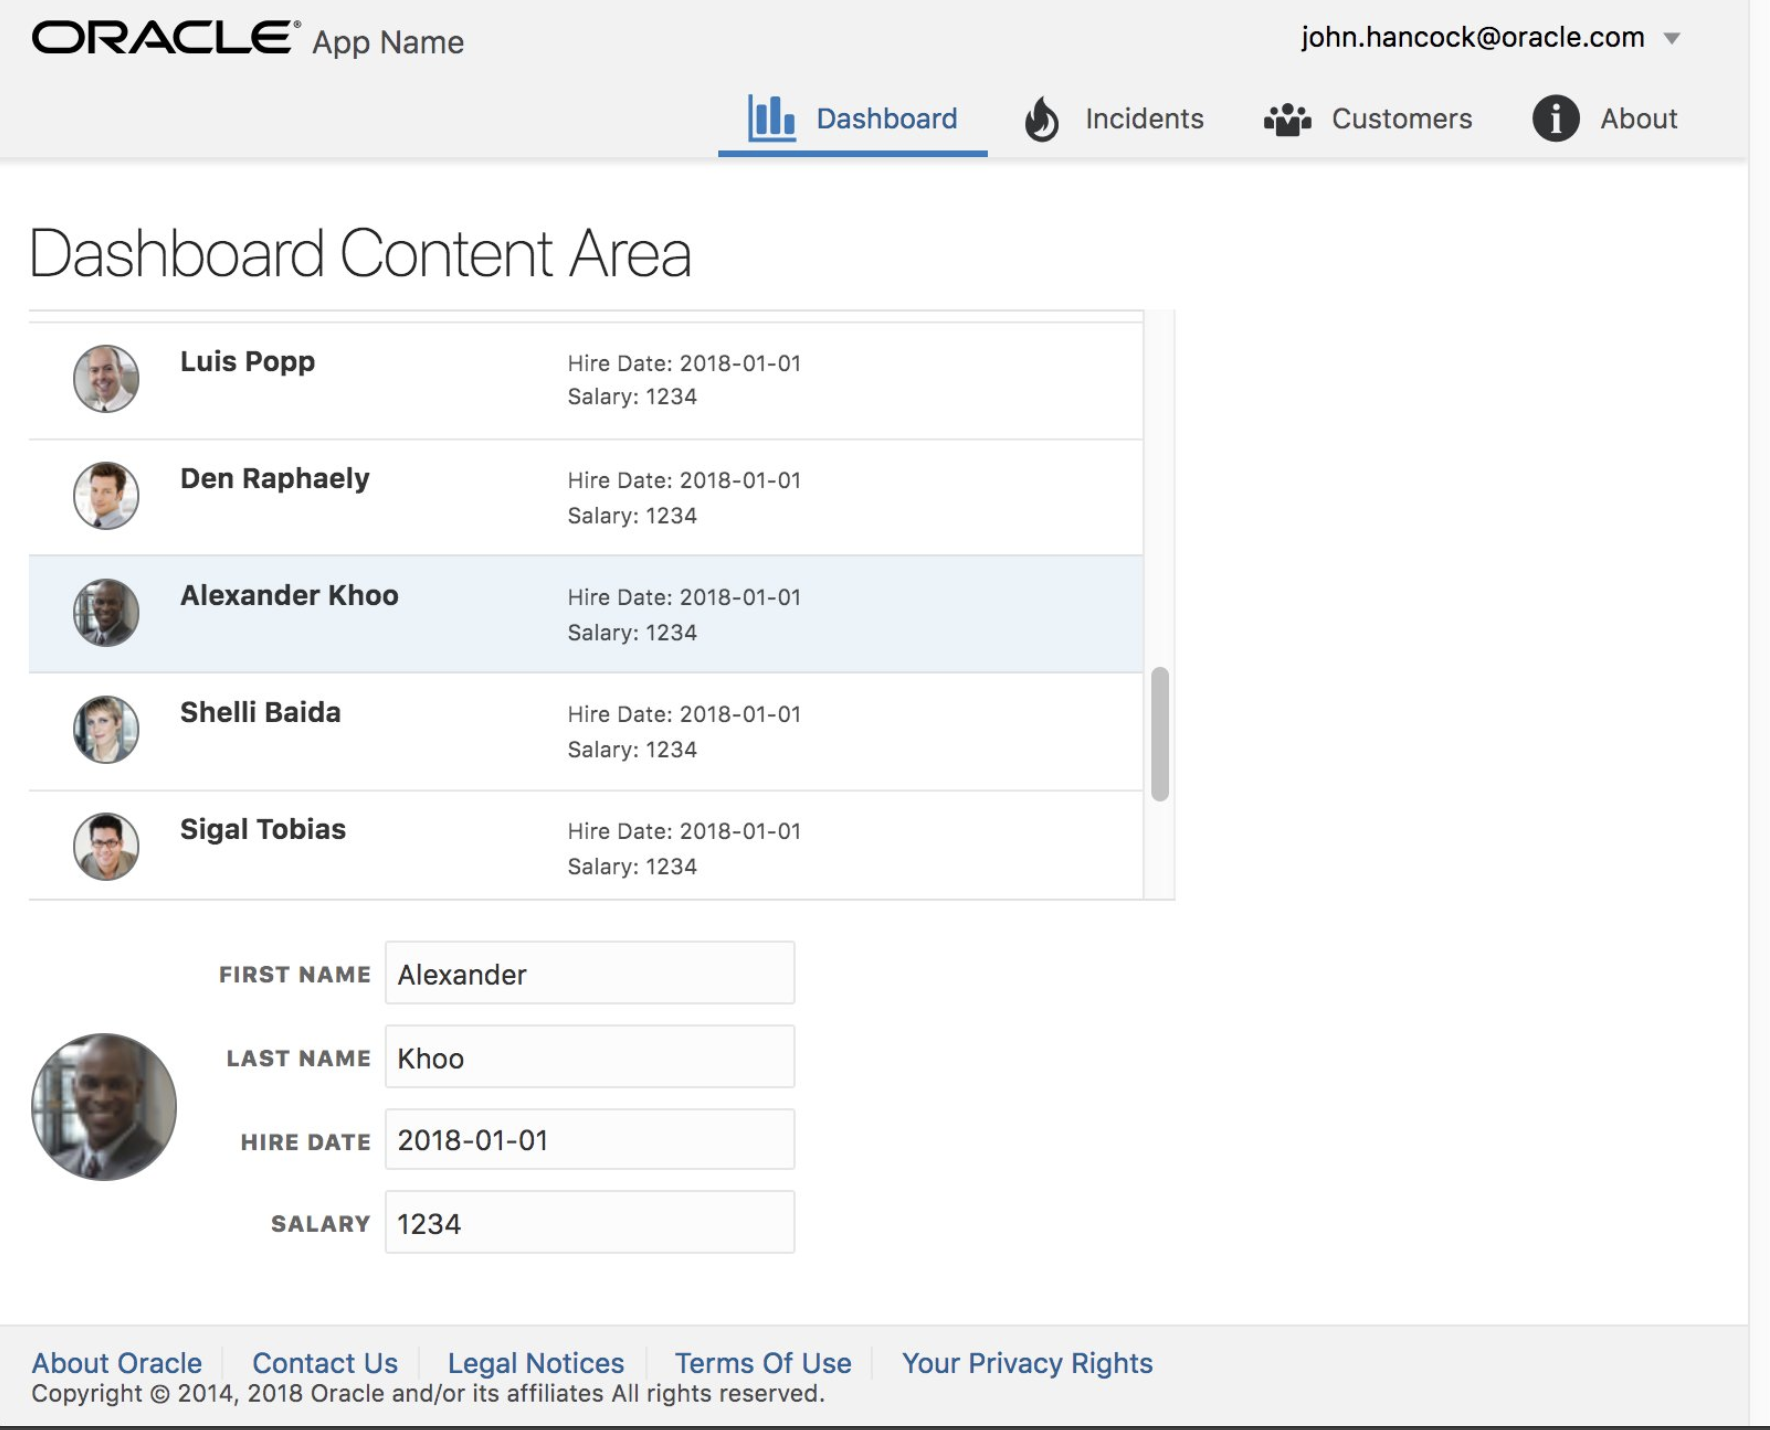 ORACLE® App Name
john.hancock@oracle.com
Dashboard Incidents Customers About
Dashboard Content Area
Luis Popp
Hire Date: 2018-01-01
Salary: 1234
Den Raphaely
Hire Date: 2018-01-01
Salary: 1234
Alexander Khoo
Hire Date: 2018-01-01
Salary: 1234
Shelli Baida
Hire Date: 2018-01-01
Salary: 1234
Sigal Tobias
Hire Date: 2018-01-01
Salary: 1234
FIRST NAME Alexander
LAST NAME Khoo
HIRE DATE 2018-01-01
SALARY 1234
About Oracle Contact Us Legal Notices Terms Of Use Your Privacy Rights
Copyright © 2014, 2018 Oracle and/or its affiliates All rights reserved.